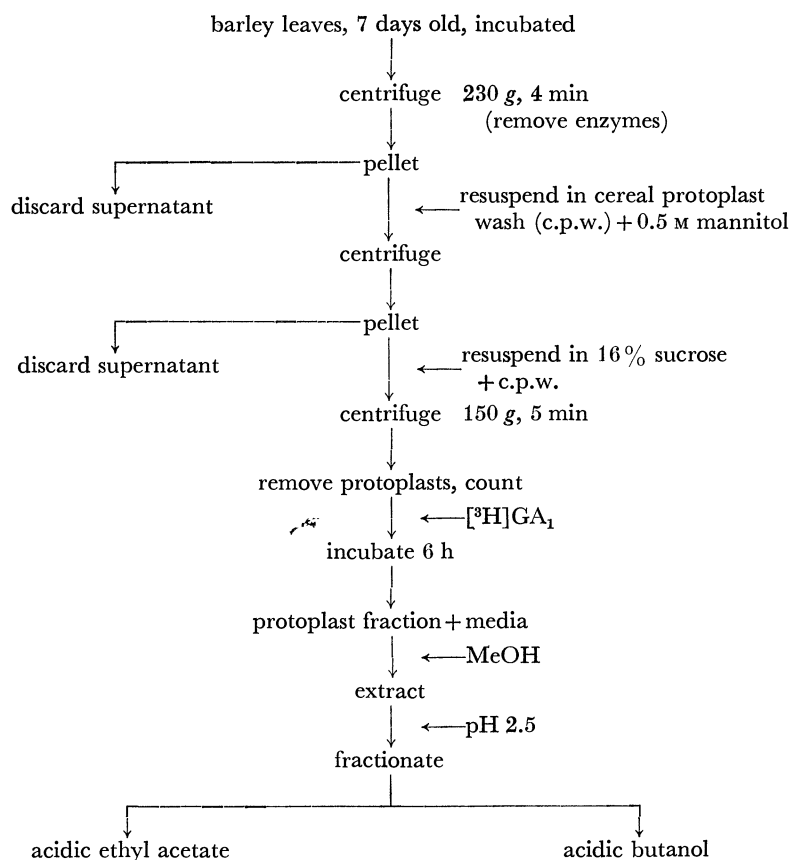 barley leaves, 7 days old, incubated
centrifuge 230 g, 4 min
(remove enzymes)
pellet
discard supernatant
resuspend in cereal protoplast
wash (c.p.w.) + 0.5 M mannitol
centrifuge
pellet
discard supernatant
resuspend in 16% sucrose
+ c.p.w.
centrifuge 150 g, 5 min
remove protoplasts, count
[³H]GA₁
incubate 6 h
protoplast fraction + media
MeOH
extract
pH 2.5
fractionate
acidic ethyl acetate
acidic butanol